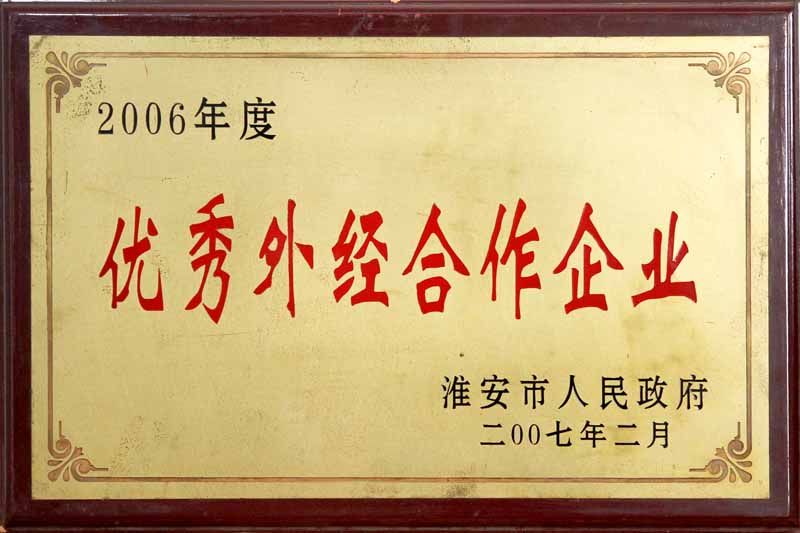 2006年度
优秀外经合作企业
淮安市人民政府
二00七年二月